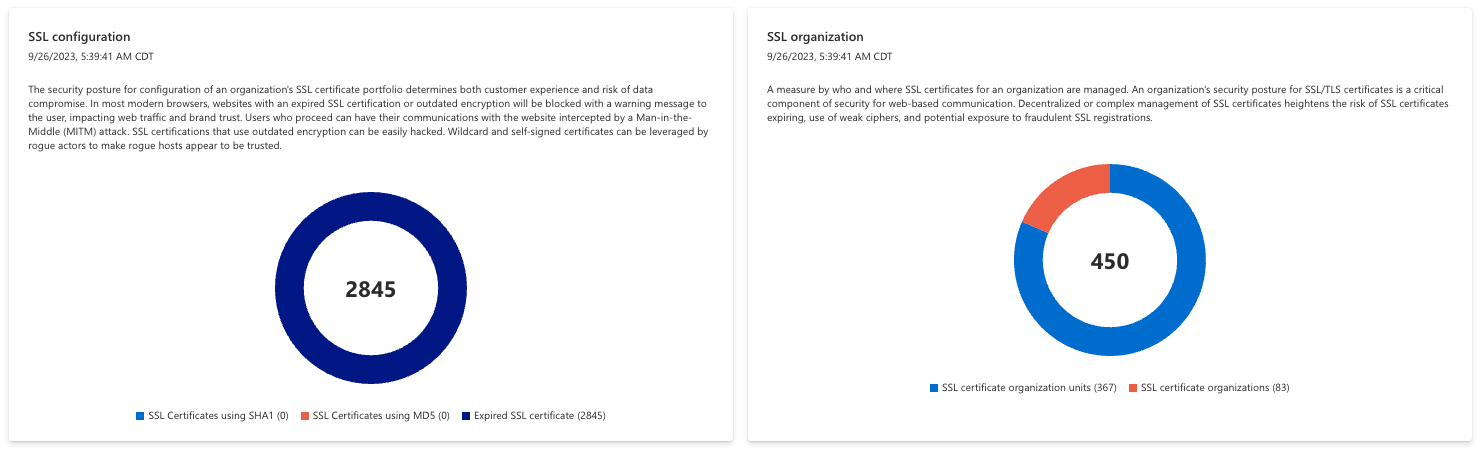 SSL configuration
9/26/2023, 5:39:41 AM CDT
The security posture for configuration of an organization's SSL certificate portfolio determines both customer experience and risk of data
compromise. In most modern browsers, websites with an expired SSL certification or outdated encryption will be blocked with a warning message to
the user, impacting web traffic and brand trust. Users who proceed can have their communications with the website intercepted by a Man-in-the-
Middle (MITM) attack. SSL certifications that use outdated encryption can be easily hacked. Wildcard and self-signed certificates can be leveraged by
rogue actors to make rogue hosts appear to be trusted.
2845
SSL Certificates using SHA1 (0) SSL Certificates using MD5 (0) Expired SSL certificate (2845)
SSL organization
9/26/2023, 5:39:41 AM CDT
A measure by who and where SSL certificates for an organization are managed. An organization's security posture for SSL/TLS certificates is a critical
component of security for web-based communication. Decentralized or complex management of SSL certificates heightens the risk of SSL certificates
expiring, use of weak ciphers, and potential exposure to fraudulent SSL registrations.
450
SSL certificate organization units (367) SSL certificate organizations (83)